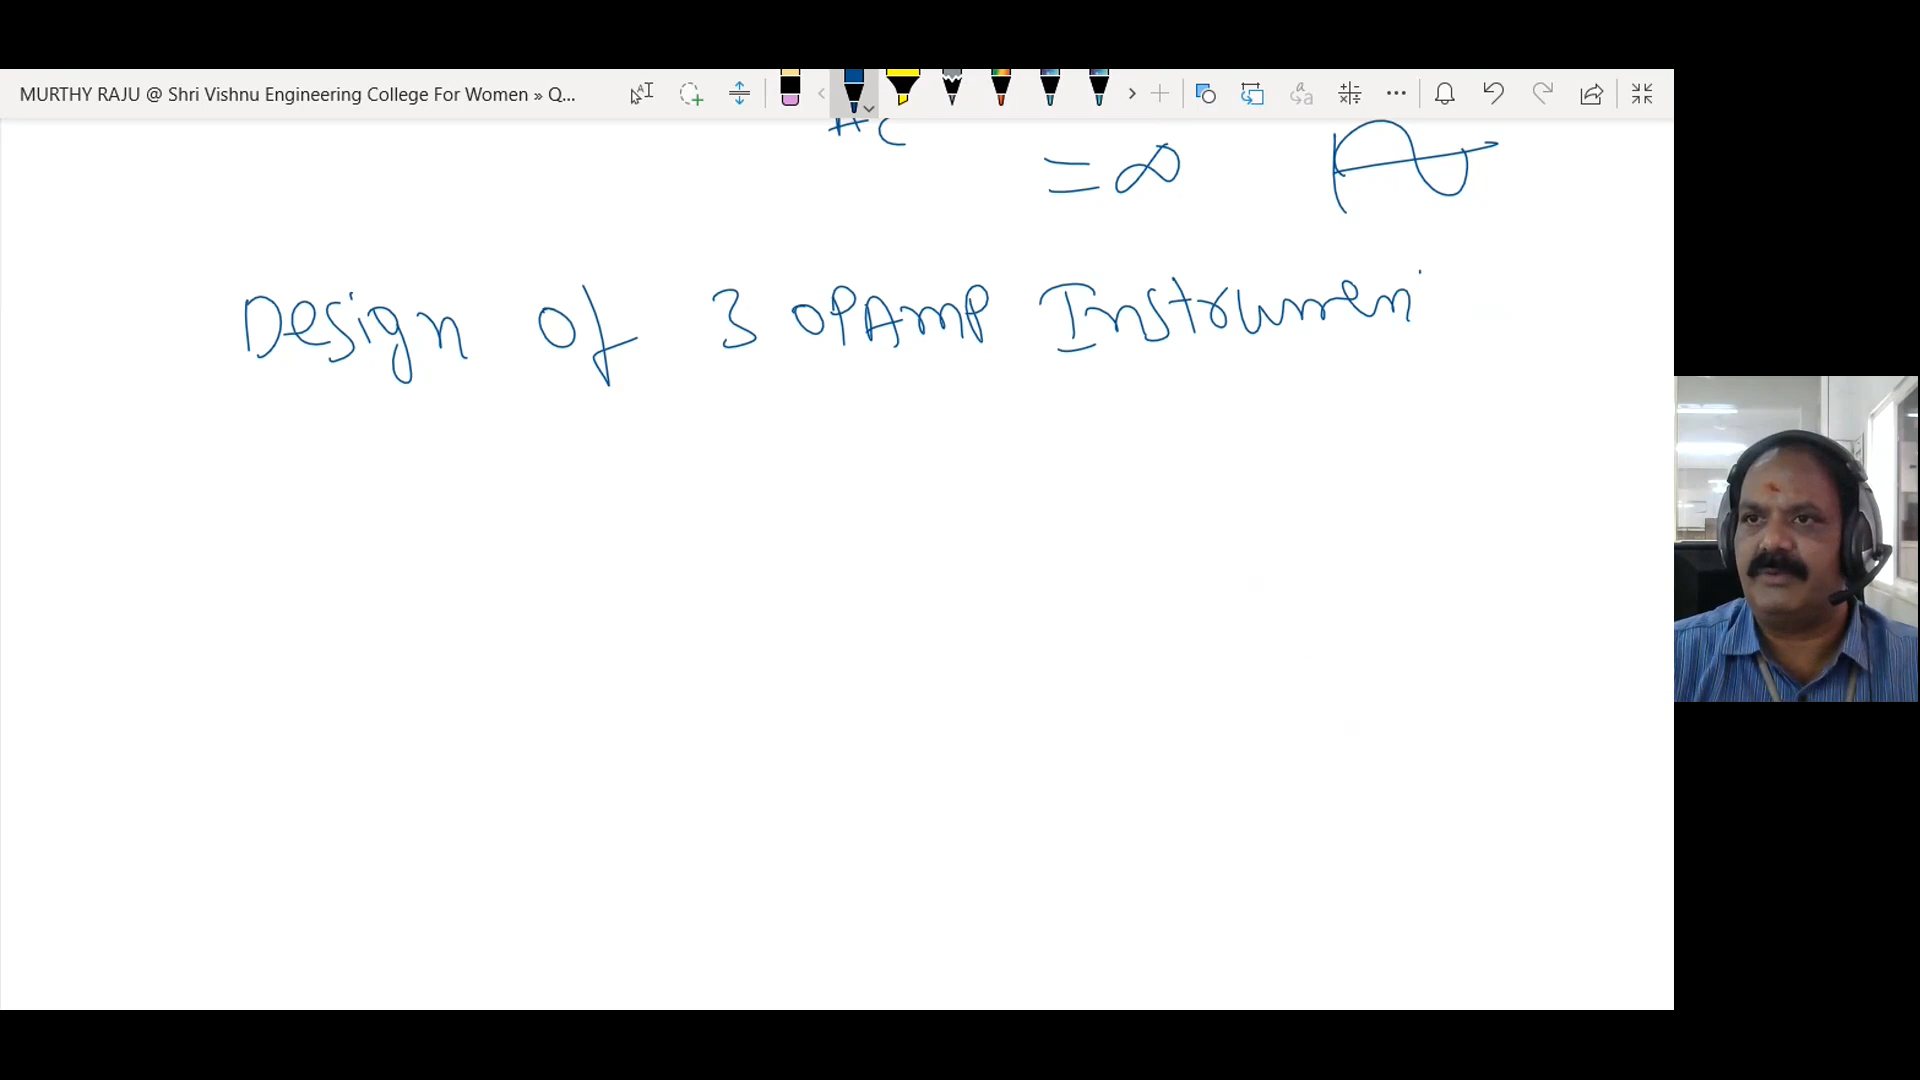 MURTHY RAJU @ Shri Vishnu Engineering College For Women » Q...
= ∞
Design of 3 OPAmp Instrumen